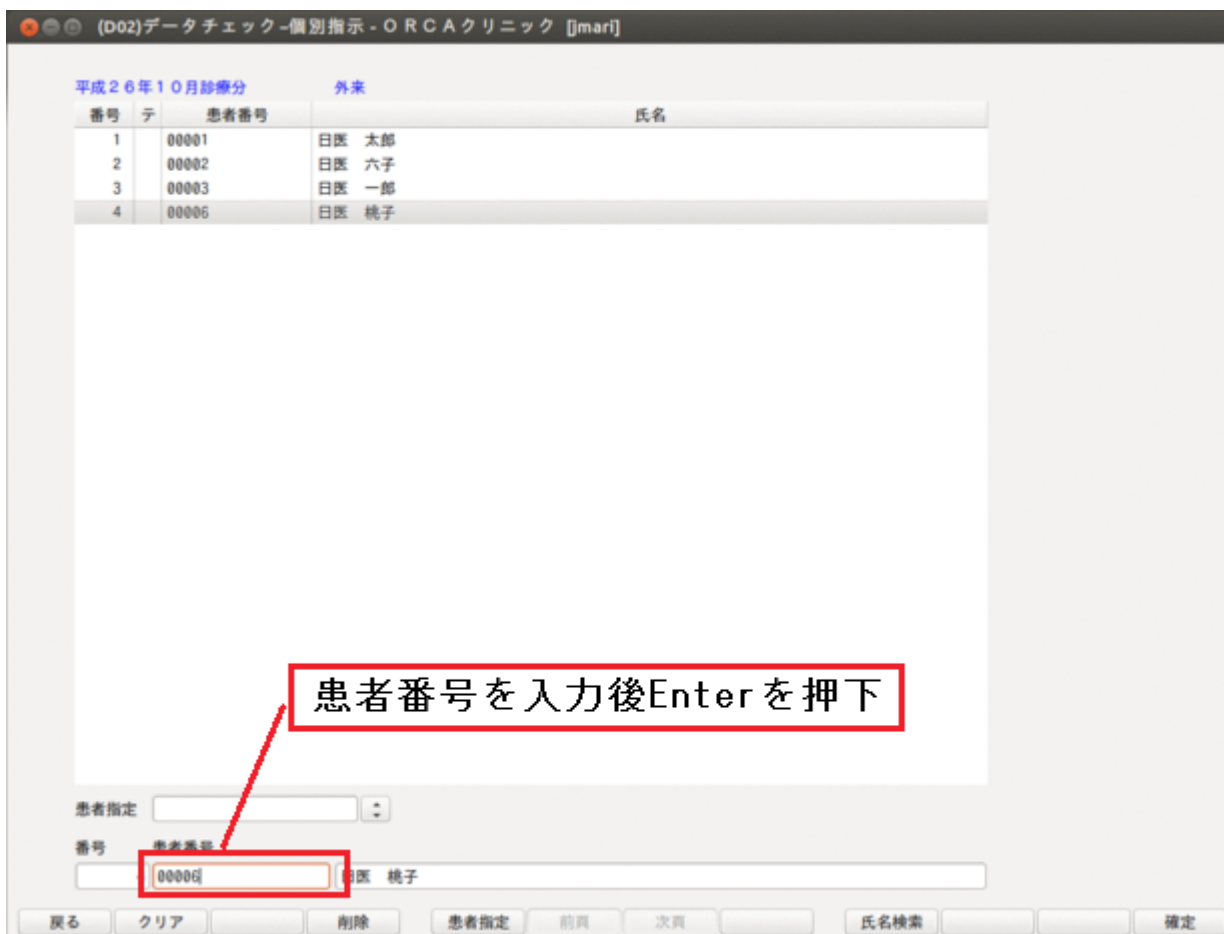 (D02)データチェック-個別指示 - ＯＲＣＡクリニック [jmari]
平成２６年１０月診療分 外来
番号 テ 患者番号 氏名
1 00001 日医 太郎
2 00002 日医 六子
3 00003 日医 一郎
4 00006 日医 桃子
患者番号を入力後Enterを押下
患者指定
番号 患者番号
00006 日医 桃子
戻る クリア 削除 患者指定 前頁 次頁 氏名検索 確定